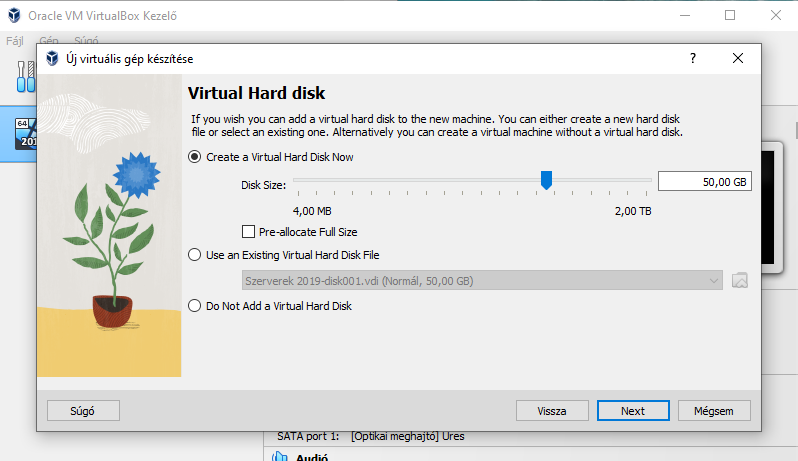 Oracle VM VirtualBox Kezelő
Fájl Gép Súgó
Új virtuális gép készítése
?
64
20
Virtual Hard disk
If you wish you can add a virtual hard disk to the new machine. You can either create a new hard disk
file or select an existing one. Alternatively you can create a virtual machine without a virtual hard disk.
Create a Virtual Hard Disk Now
Disk Size:
50,00 GB
4,00 MB
2,00 TB
Pre-allocate Full Size
Use an Existing Virtual Hard Disk File
Szerverek 2019-disk001.vdi (Normál, 50,00 GB)
Do Not Add a Virtual Hard Disk
Súgó
Vissza
Next
Mégsem
SATA port 1: [Optikai meghajtó] Üres
Audió